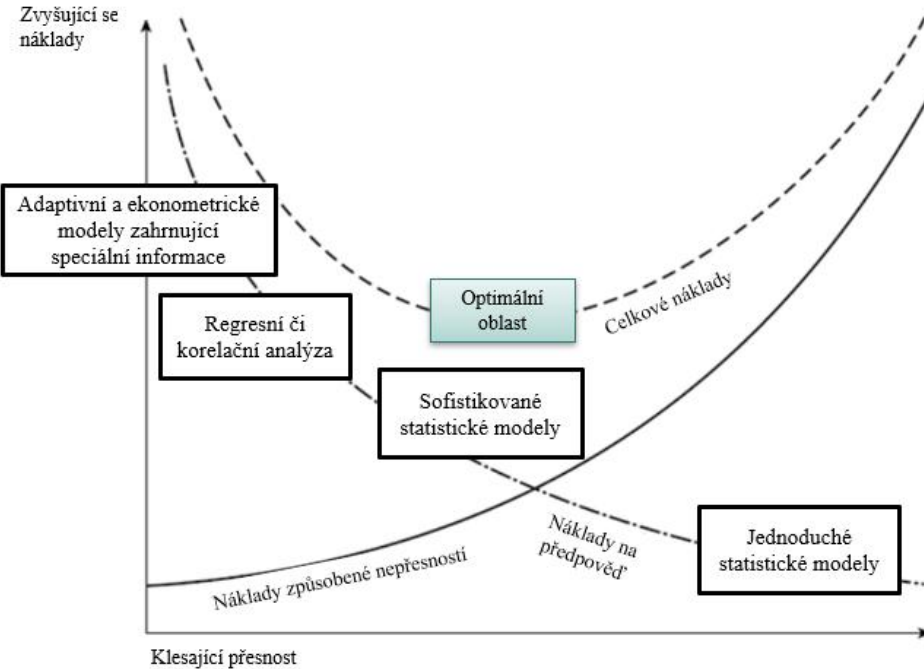 Zvyšující se
náklady
Adaptivní a ekonometrické
modely zahrnující
speciální informace
Optimální
oblast
Celkové náklady
Regresní či
korelační analýza
Sofistikované
statistické modely
Náklady na
předpověď
Jednoduché
statistické modely
Náklady způsobené nepřesností
Klesající přesnost